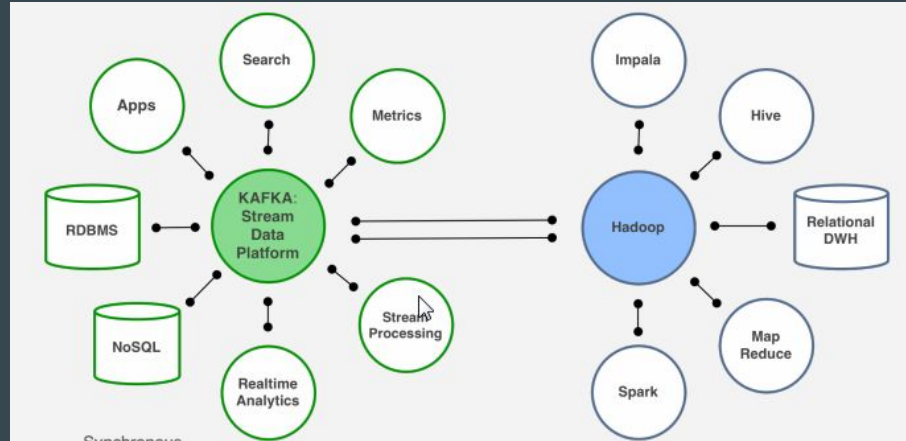 Search
Impala
Apps
Metrics
Hive
KAFKA:
Stream
Data
Platform
RDBMS
Hadoop
Relational
DWH
Stream
Processing
NoSQL
Map
Reduce
Realtime
Analytics
Spark
Synchronous